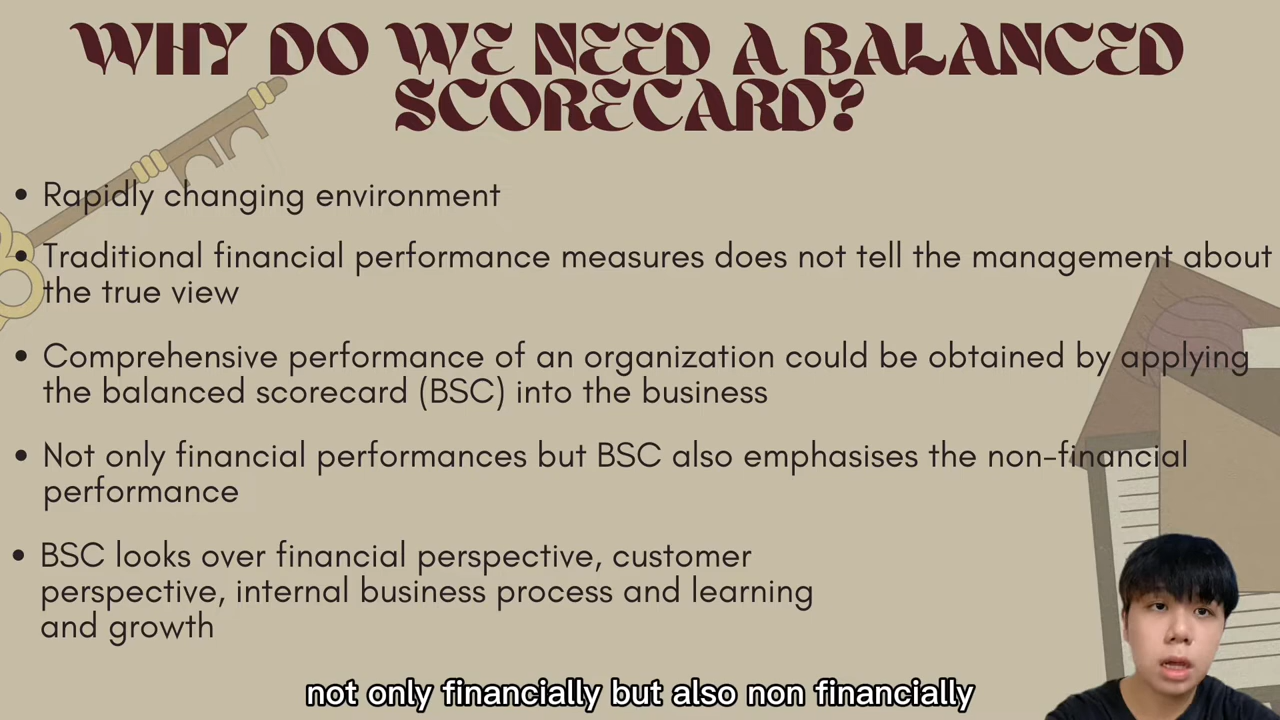 WHY DO WE NEED A BALANCED
SCORECARD?
• Rapidly changing environment
• Traditional financial performance measures does not tell the management about
the true view
• Comprehensive performance of an organization could be obtained by applying
the balanced scorecard (BSC) into the business
• Not only financial performances but BSC also emphasises the non-financial
performance
• BSC looks over financial perspective, customer
perspective, internal business process and learning
and growth
not only financially but also non financially